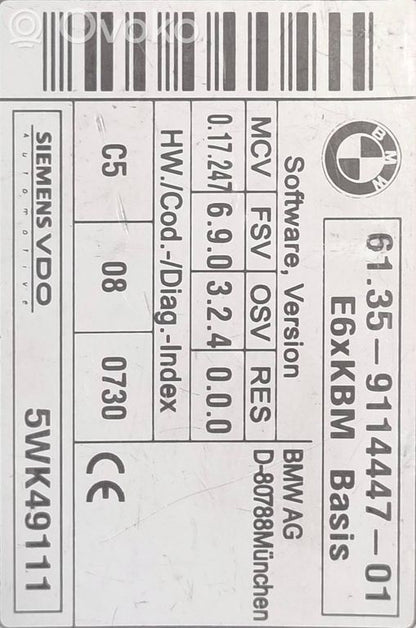 BMW
61.35-9114447-01
E6xKBM Basis
Software, Version
MCV FSV OSV RES
0.17.247 6.9.0 3.2.4 0.0.0
HW./Cod.-/Diag.-Index
C5 08 0730
BMW AG
D-80788München
CE
SIEMENS VDO
Automotive
5WK49111
Ovoko